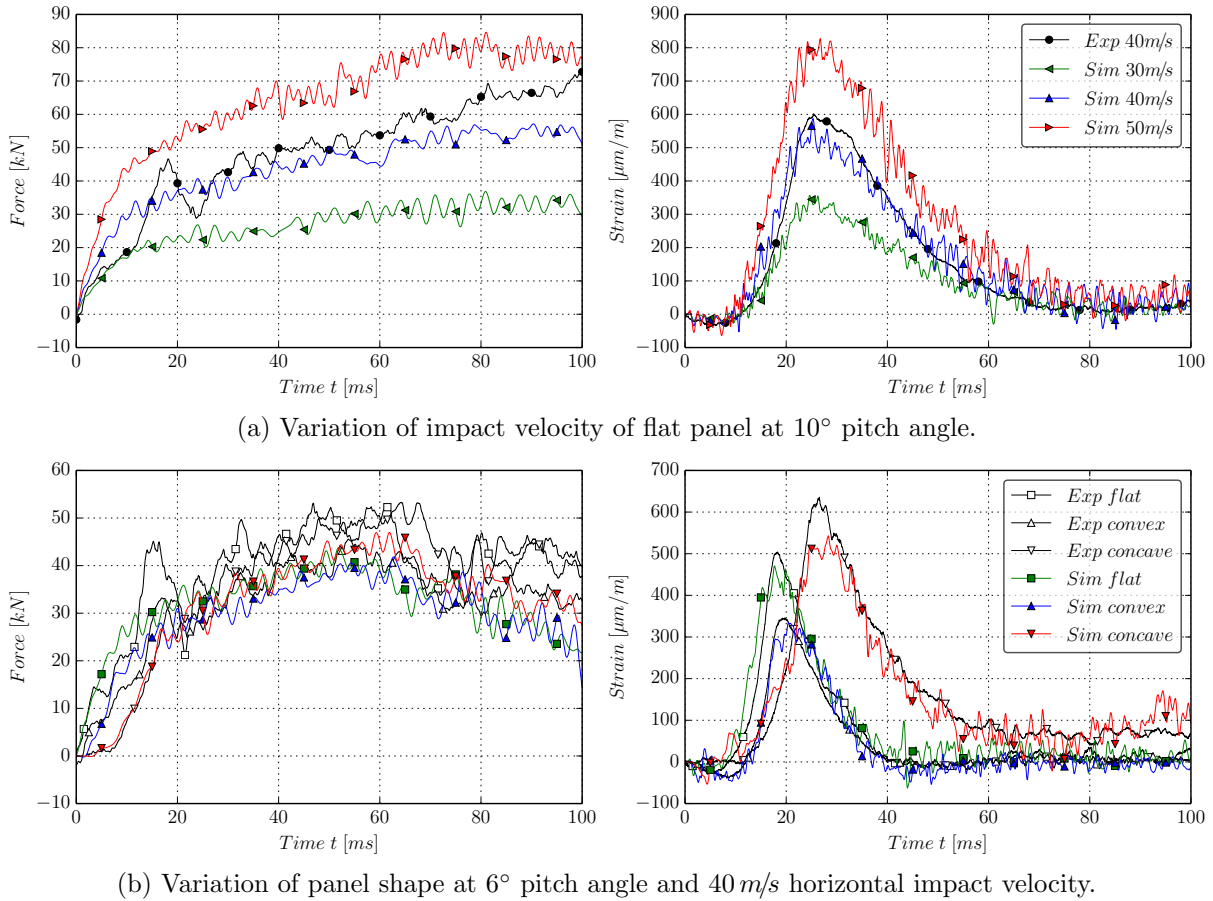 90
80
70
60
50
40
30
20
10
0
−10
0 20 40 60 80 100
Force [kN]
Time t [ms]
900
800
700
600
500
400
300
200
100
0
−100
0 20 40 60 80 100
Strain [μm/m]
Time t [ms]
Exp 40m/s
Sim 30m/s
Sim 40m/s
Sim 50m/s
(a) Variation of impact velocity of flat panel at 10° pitch angle.
60
50
40
30
20
10
0
−10
0 20 40 60 80 100
Force [kN]
Time t [ms]
700
600
500
400
300
200
100
0
−100
0 20 40 60 80 100
Strain [μm/m]
Time t [ms]
Exp flat
Exp convex
Exp concave
Sim flat
Sim convex
Sim concave
(b) Variation of panel shape at 6° pitch angle and 40 m/s horizontal impact velocity.